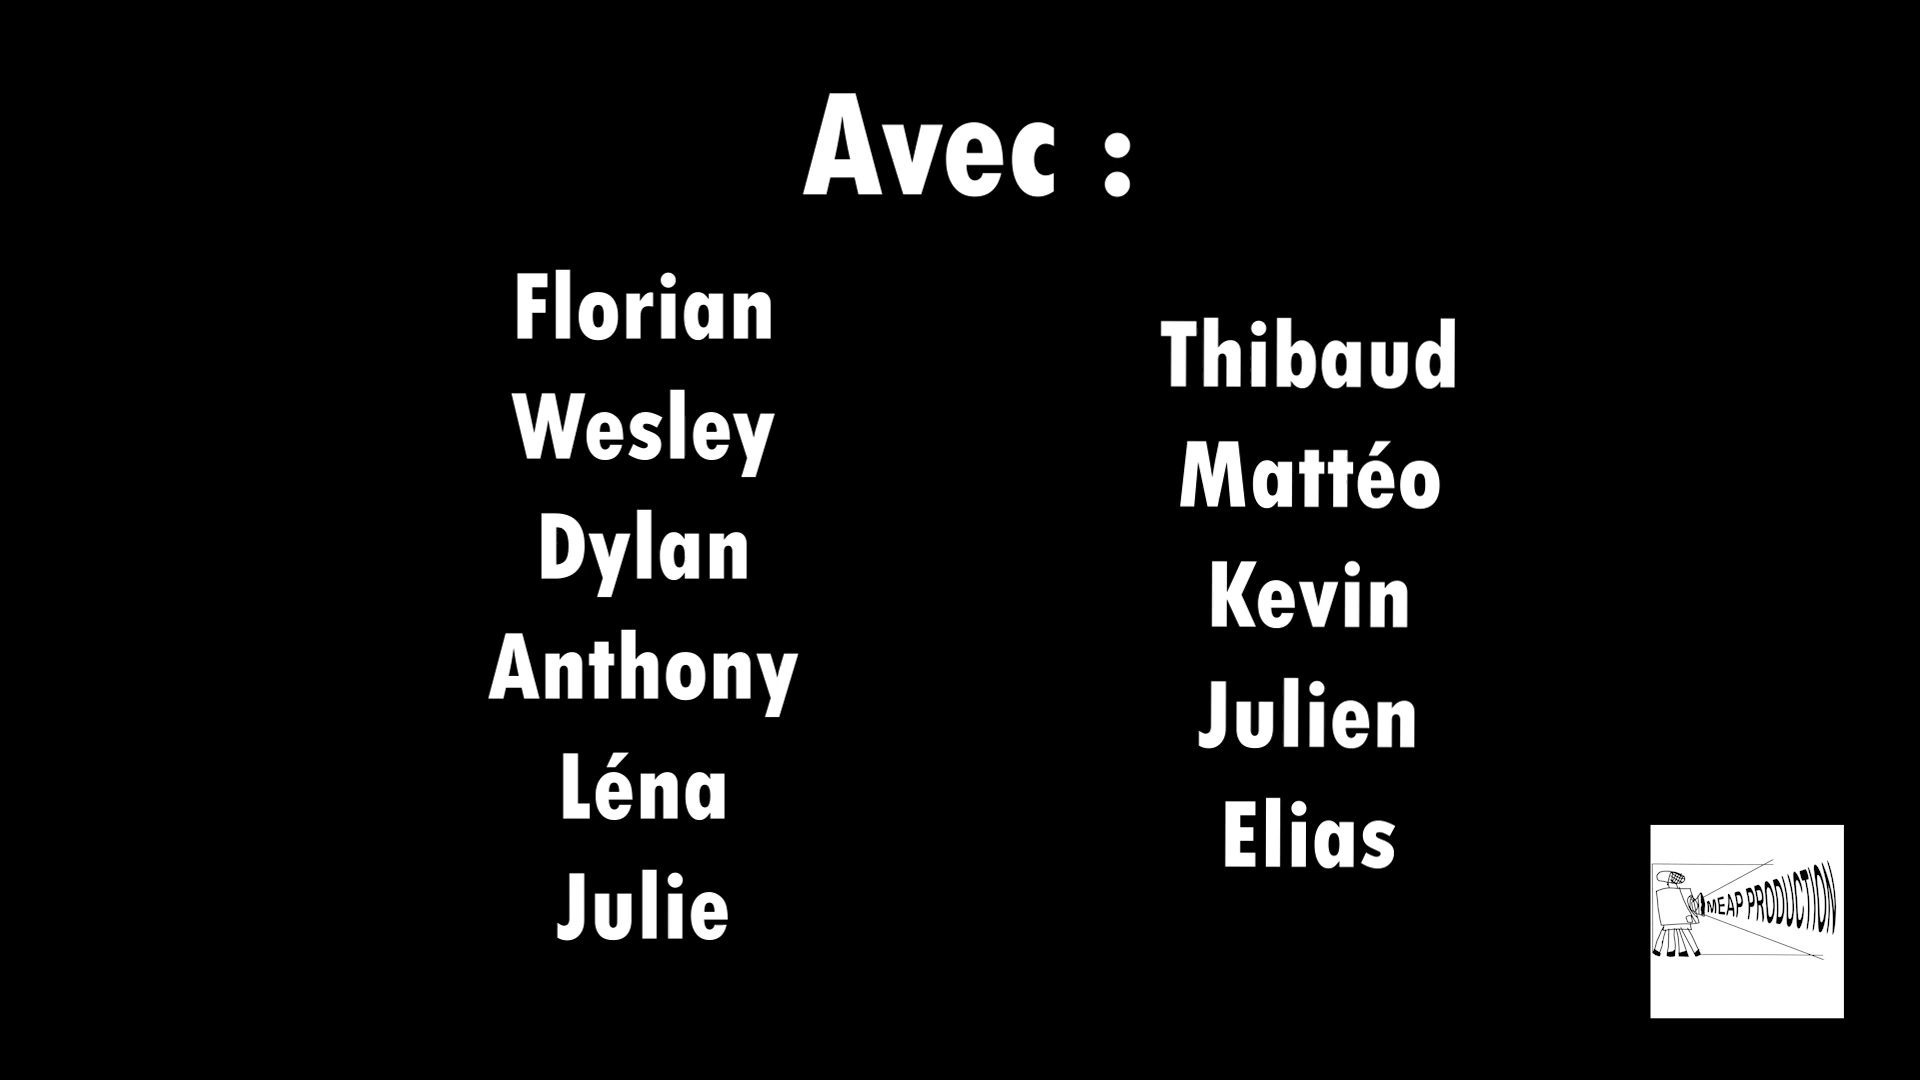 Avec :
Florian
Wesley
Dylan
Anthony
Léna
Julie
Thibaud
Mattéo
Kevin
Julien
Elias
MEAP PRODUCTION